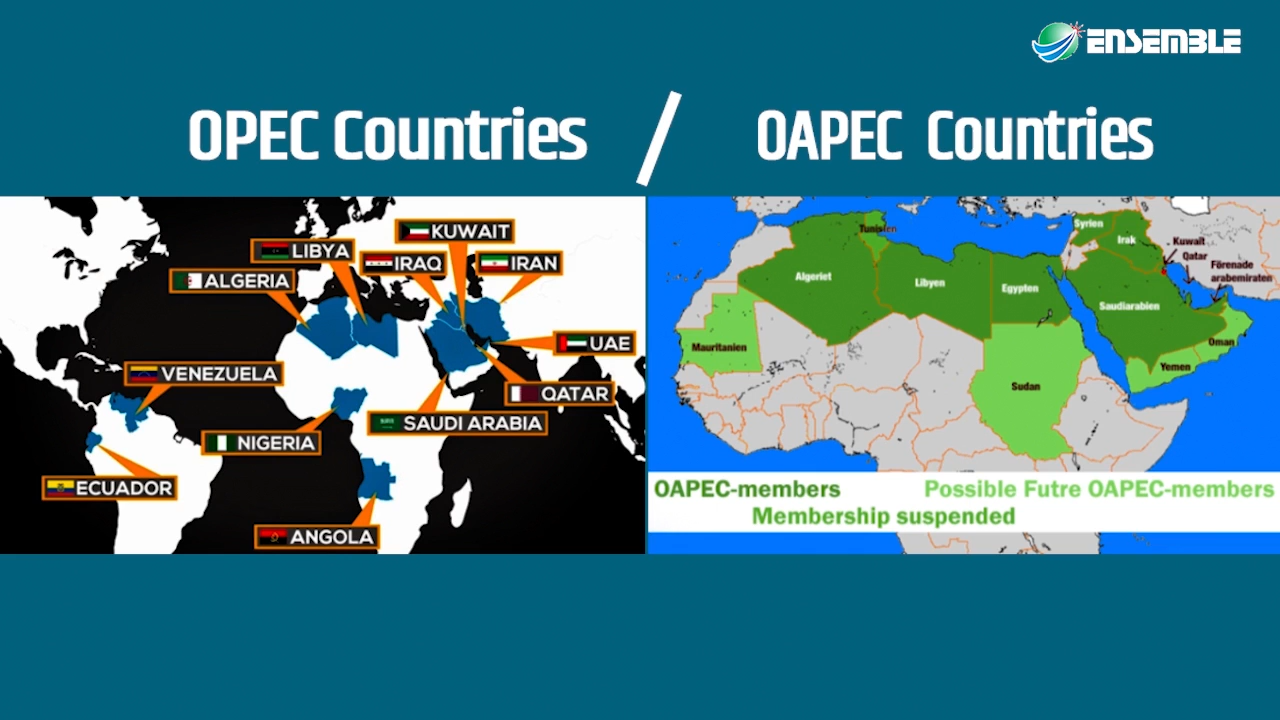 ENSEMBLE
OPEC Countries / OAPEC Countries
KUWAIT
LIBYA
IRAQ
IRAN
ALGERIA
UAE
VENEZUELA
QATAR
SAUDI ARABIA
NIGERIA
ECUADOR
ANGOLA
Tunisien
Syrien
Irak
Kuwait
Qatar
Förenade
arabemiraten
Algeriet
Libyen
Egypten
Saudiarabien
Mauritanien
Oman
Yemen
Sudan
OAPEC-members Possible Futre OAPEC-members
Membership suspended